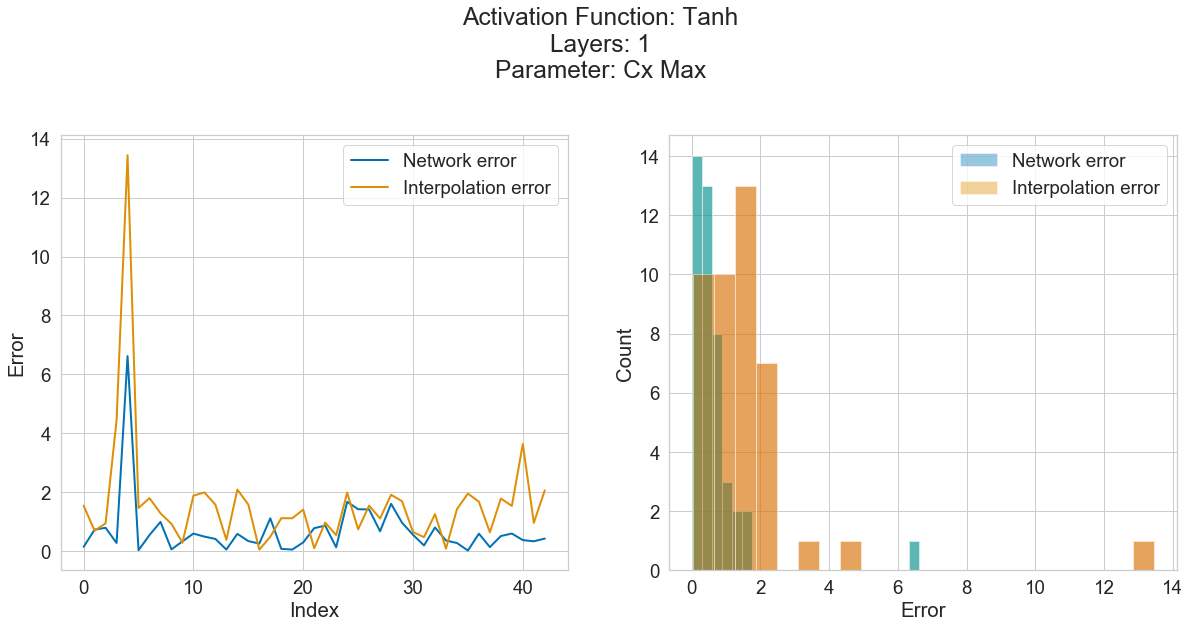 Activation Function: Tanh
Layers: 1
Parameter: Cx Max
14
12
10
8
6
4
2
0
Error
0
10
20
30
40
Index
Network error
Interpolation error
14
12
10
8
6
4
2
0
Count
0
2
4
6
8
10
12
14
Error
Network error
Interpolation error